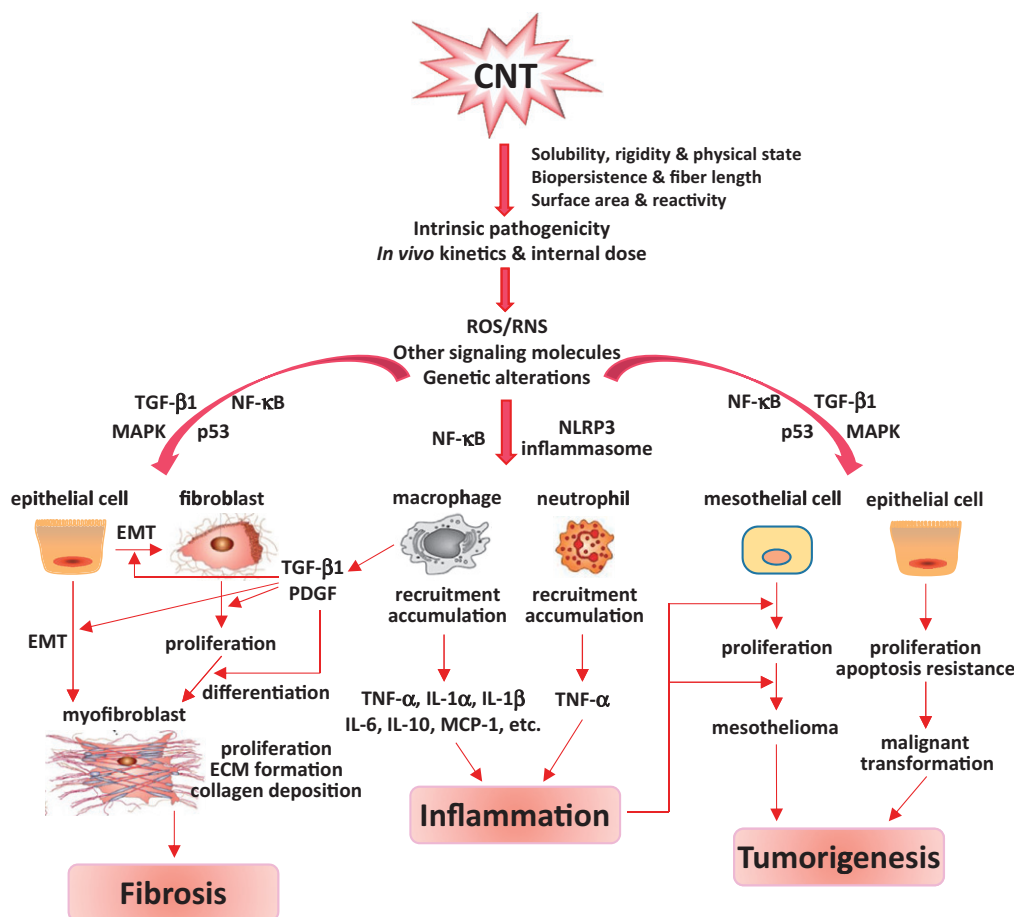 CNT
Solubility, rigidity & physical state
Biopersistence & fiber length
Surface area & reactivity
Intrinsic pathogenicity
In vivo kinetics & internal dose
ROS/RNS
Other signaling molecules
Genetic alterations
TGF-β1 NF-κB
MAPK p53
NF-κB
NLRP3
inflammasome
NF-κB TGF-β1
p53 MAPK
epithelial cell
fibroblast
EMT
TGF-β1
PDGF
EMT
proliferation
differentiation
myofibroblast
proliferation
ECM formation
collagen deposition
Fibrosis
macrophage
recruitment
accumulation
TNF-α, IL-1α, IL-1β
IL-6, IL-10, MCP-1, etc.
neutrophil
recruitment
accumulation
TNF-α
Inflammation
mesothelial cell
proliferation
mesothelioma
epithelial cell
proliferation
apoptosis resistance
malignant
transformation
Tumorigenesis